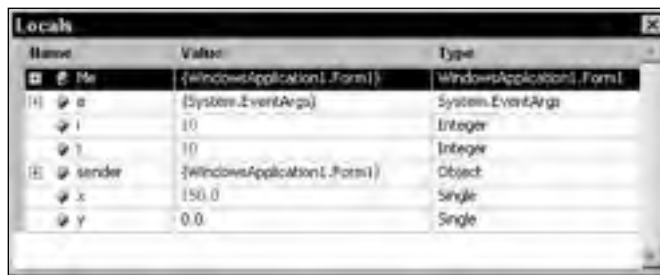 Locals
Name Value Type
Me {WindowsApplication1.Form1} WindowsApplication1.Form1
e {System.EventArgs} System.EventArgs
i 10 Integer
10 Integer
sender {WindowsApplication1.Form1} Object
x 150.0 Single
y 0.0 Single